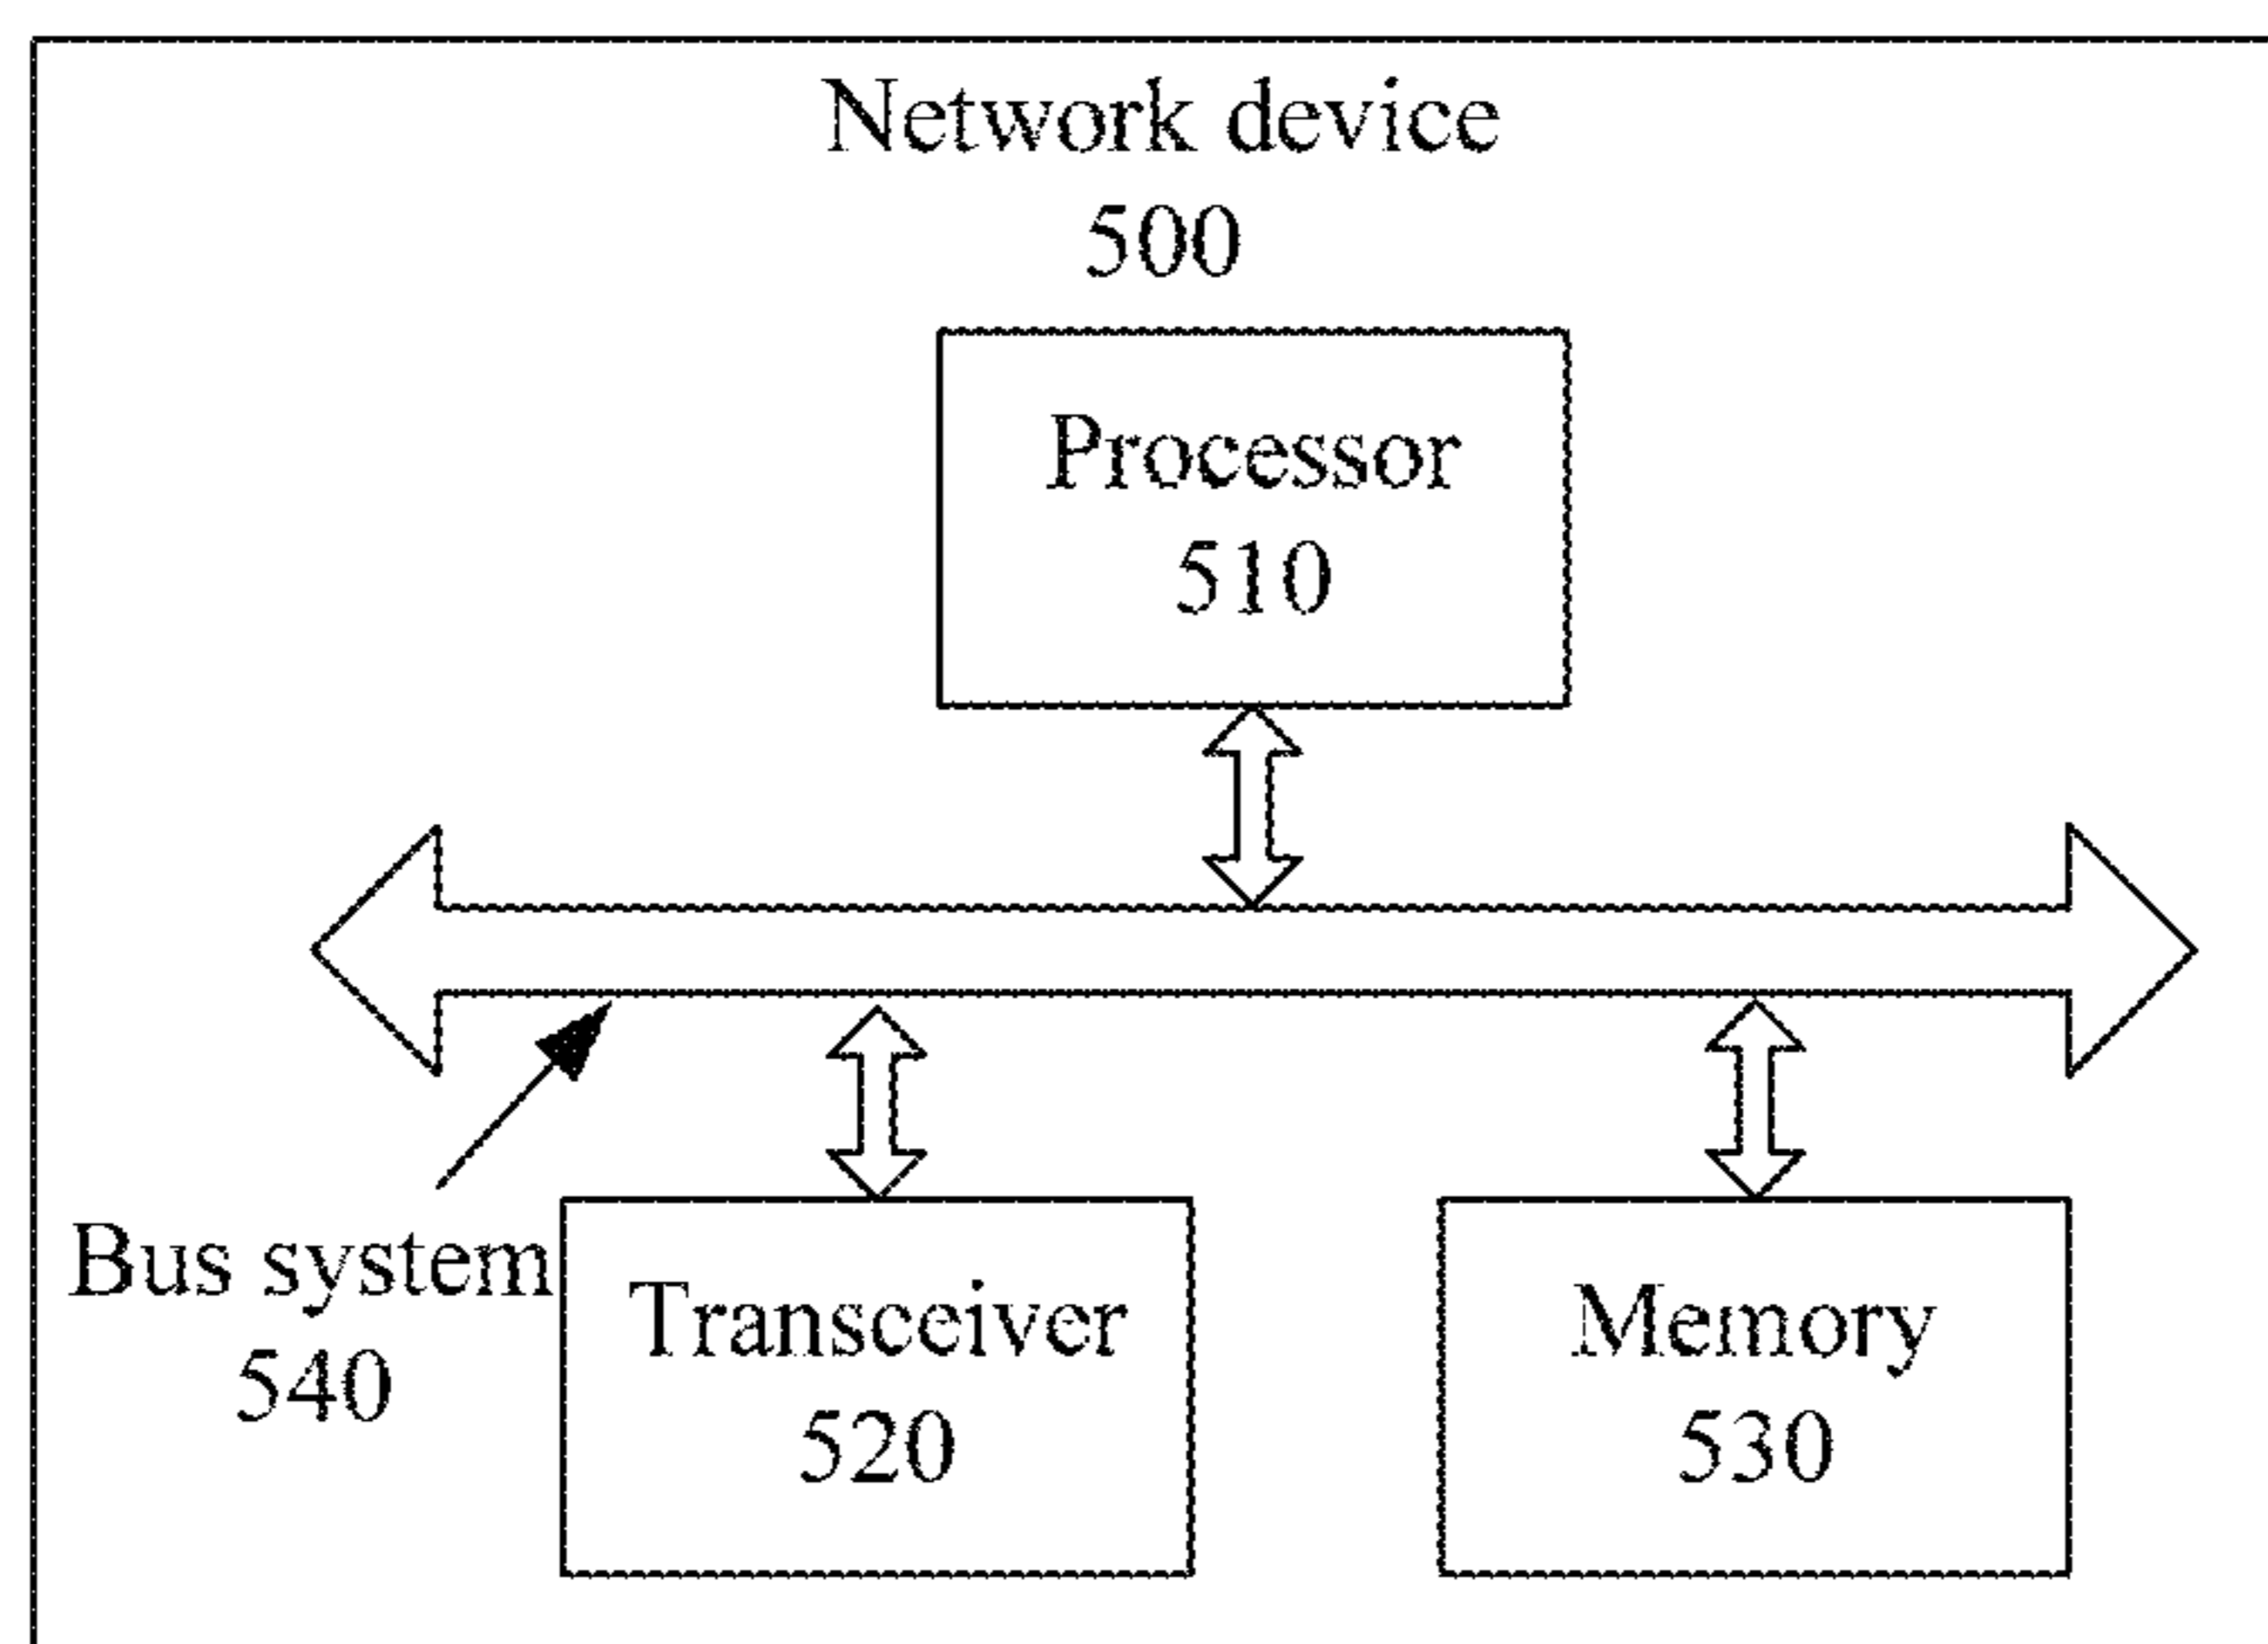 Network device
500
Processor
510
Bus system
540
Transceiver
520
Memory
530